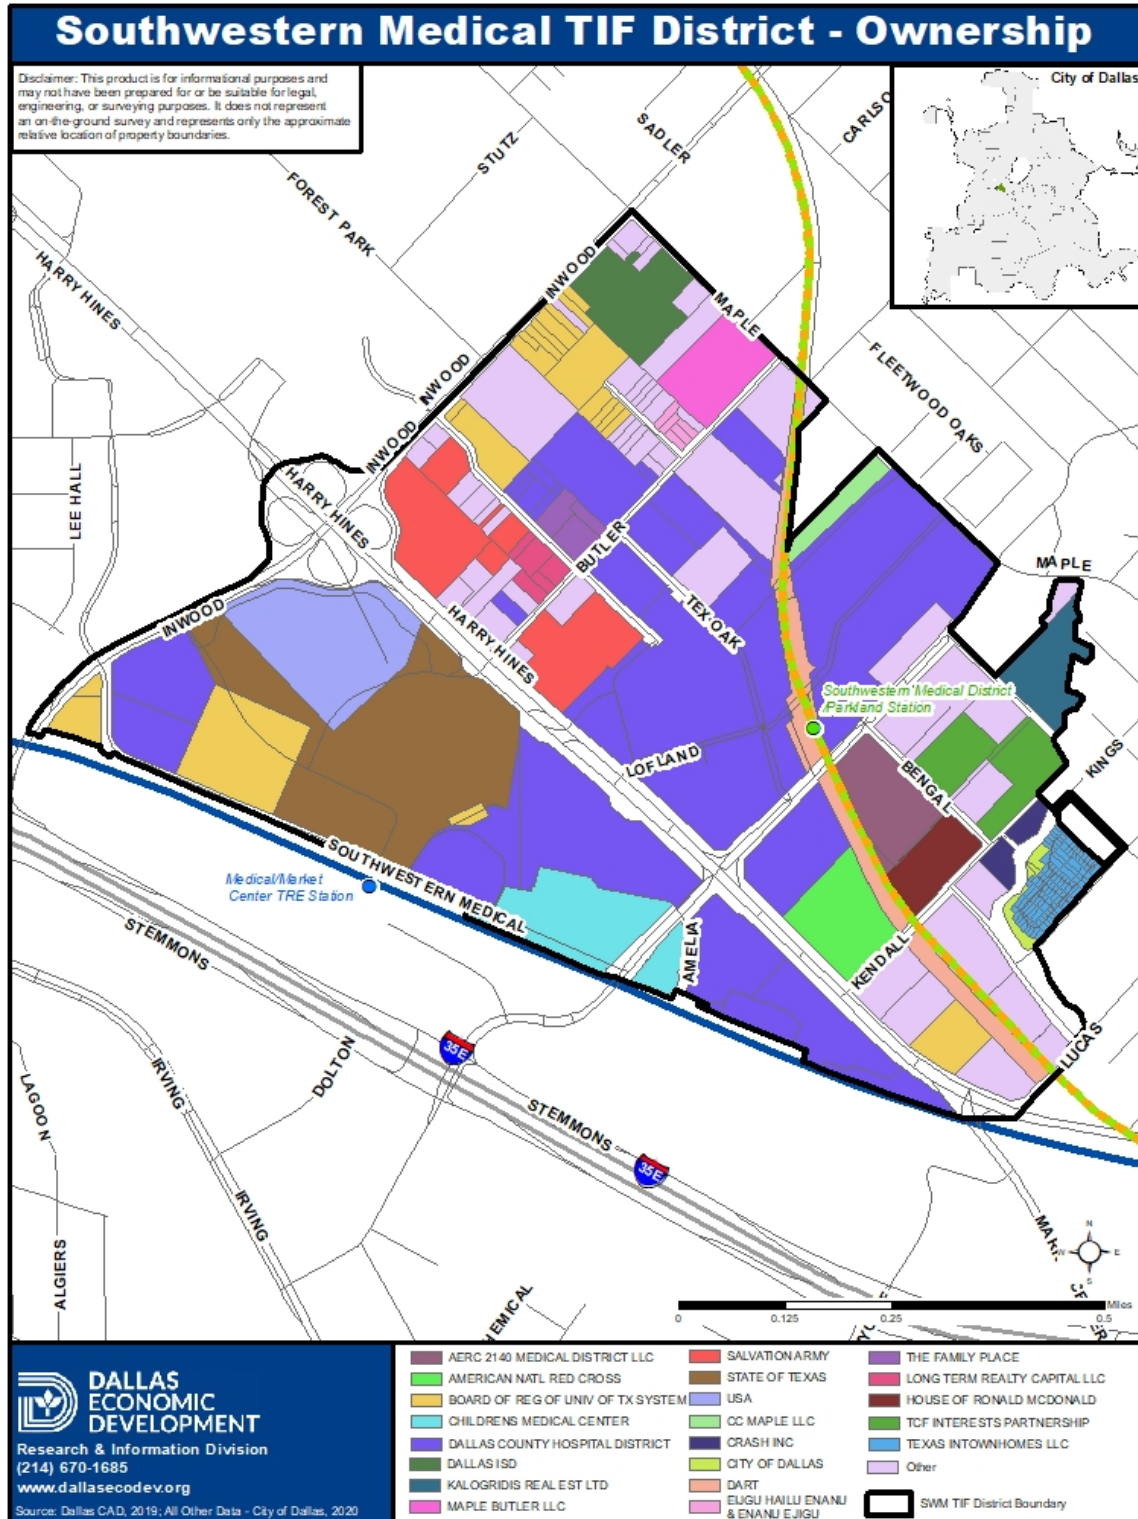 Southwestern Medical TIF District - Ownership
Disclaimer: This product is for informational purposes and
may not have been prepared for or be suitable for legal,
engineering, or surveying purposes. It does not represent
an on-the-ground survey and represents only the approximate
relative location of property boundaries.
City of Dallas
SADLER
CARLSO
STUTZ
FOREST PARK
HARRY HINES
INWOOD
MAPLE
INWOOD
FLEETWOOD OAKS
INWOOD
LEE HALL
HARRY HINES
BUTLER
MAPLE
INWOOD
HARRY HINES
TEX OAK
Southwestern Medical District
/Parkland Station
LOFLAND
BENGAL
KINGS
SOUTHWESTERN MEDICAL
Medical/Market
Center TRE Station
STEMMONS
AMELIA
KENDALL
LUCAS
35E
DOLTON
IRVING
LAGOON
STEMMONS
35E
IRVING
ALGIERS
HEMICAL
N
W
E
S
Miles
0
0.125
0.25
0.5
DALLAS
ECONOMIC
DEVELOPMENT
Research & Information Division
(214) 670-1685
www.dallasecodev.org
Source: Dallas CAD, 2019; All Other Data - City of Dallas, 2020
AERC 2140 MEDICAL DISTRICT LLC
AMERICAN NATL RED CROSS
BOARD OF REG OF UNIV OF TX SYSTEM
CHILDRENS MEDICAL CENTER
DALLAS COUNTY HOSPITAL DISTRICT
DALLAS ISD
KALOGRIDIS REAL EST LTD
MAPLE BUTLER LLC
SALVATION ARMY
STATE OF TEXAS
USA
CC MAPLE LLC
CRASH INC
CITY OF DALLAS
DART
EIJGU HAILU ENANU
& ENANU EJIGU
THE FAMILY PLACE
LONG TERM REALTY CAPITAL LLC
HOUSE OF RONALD MCDONALD
TCF INTERESTS PARTNERSHIP
TEXAS INTOWNHOMES LLC
Other
SWM TIF District Boundary